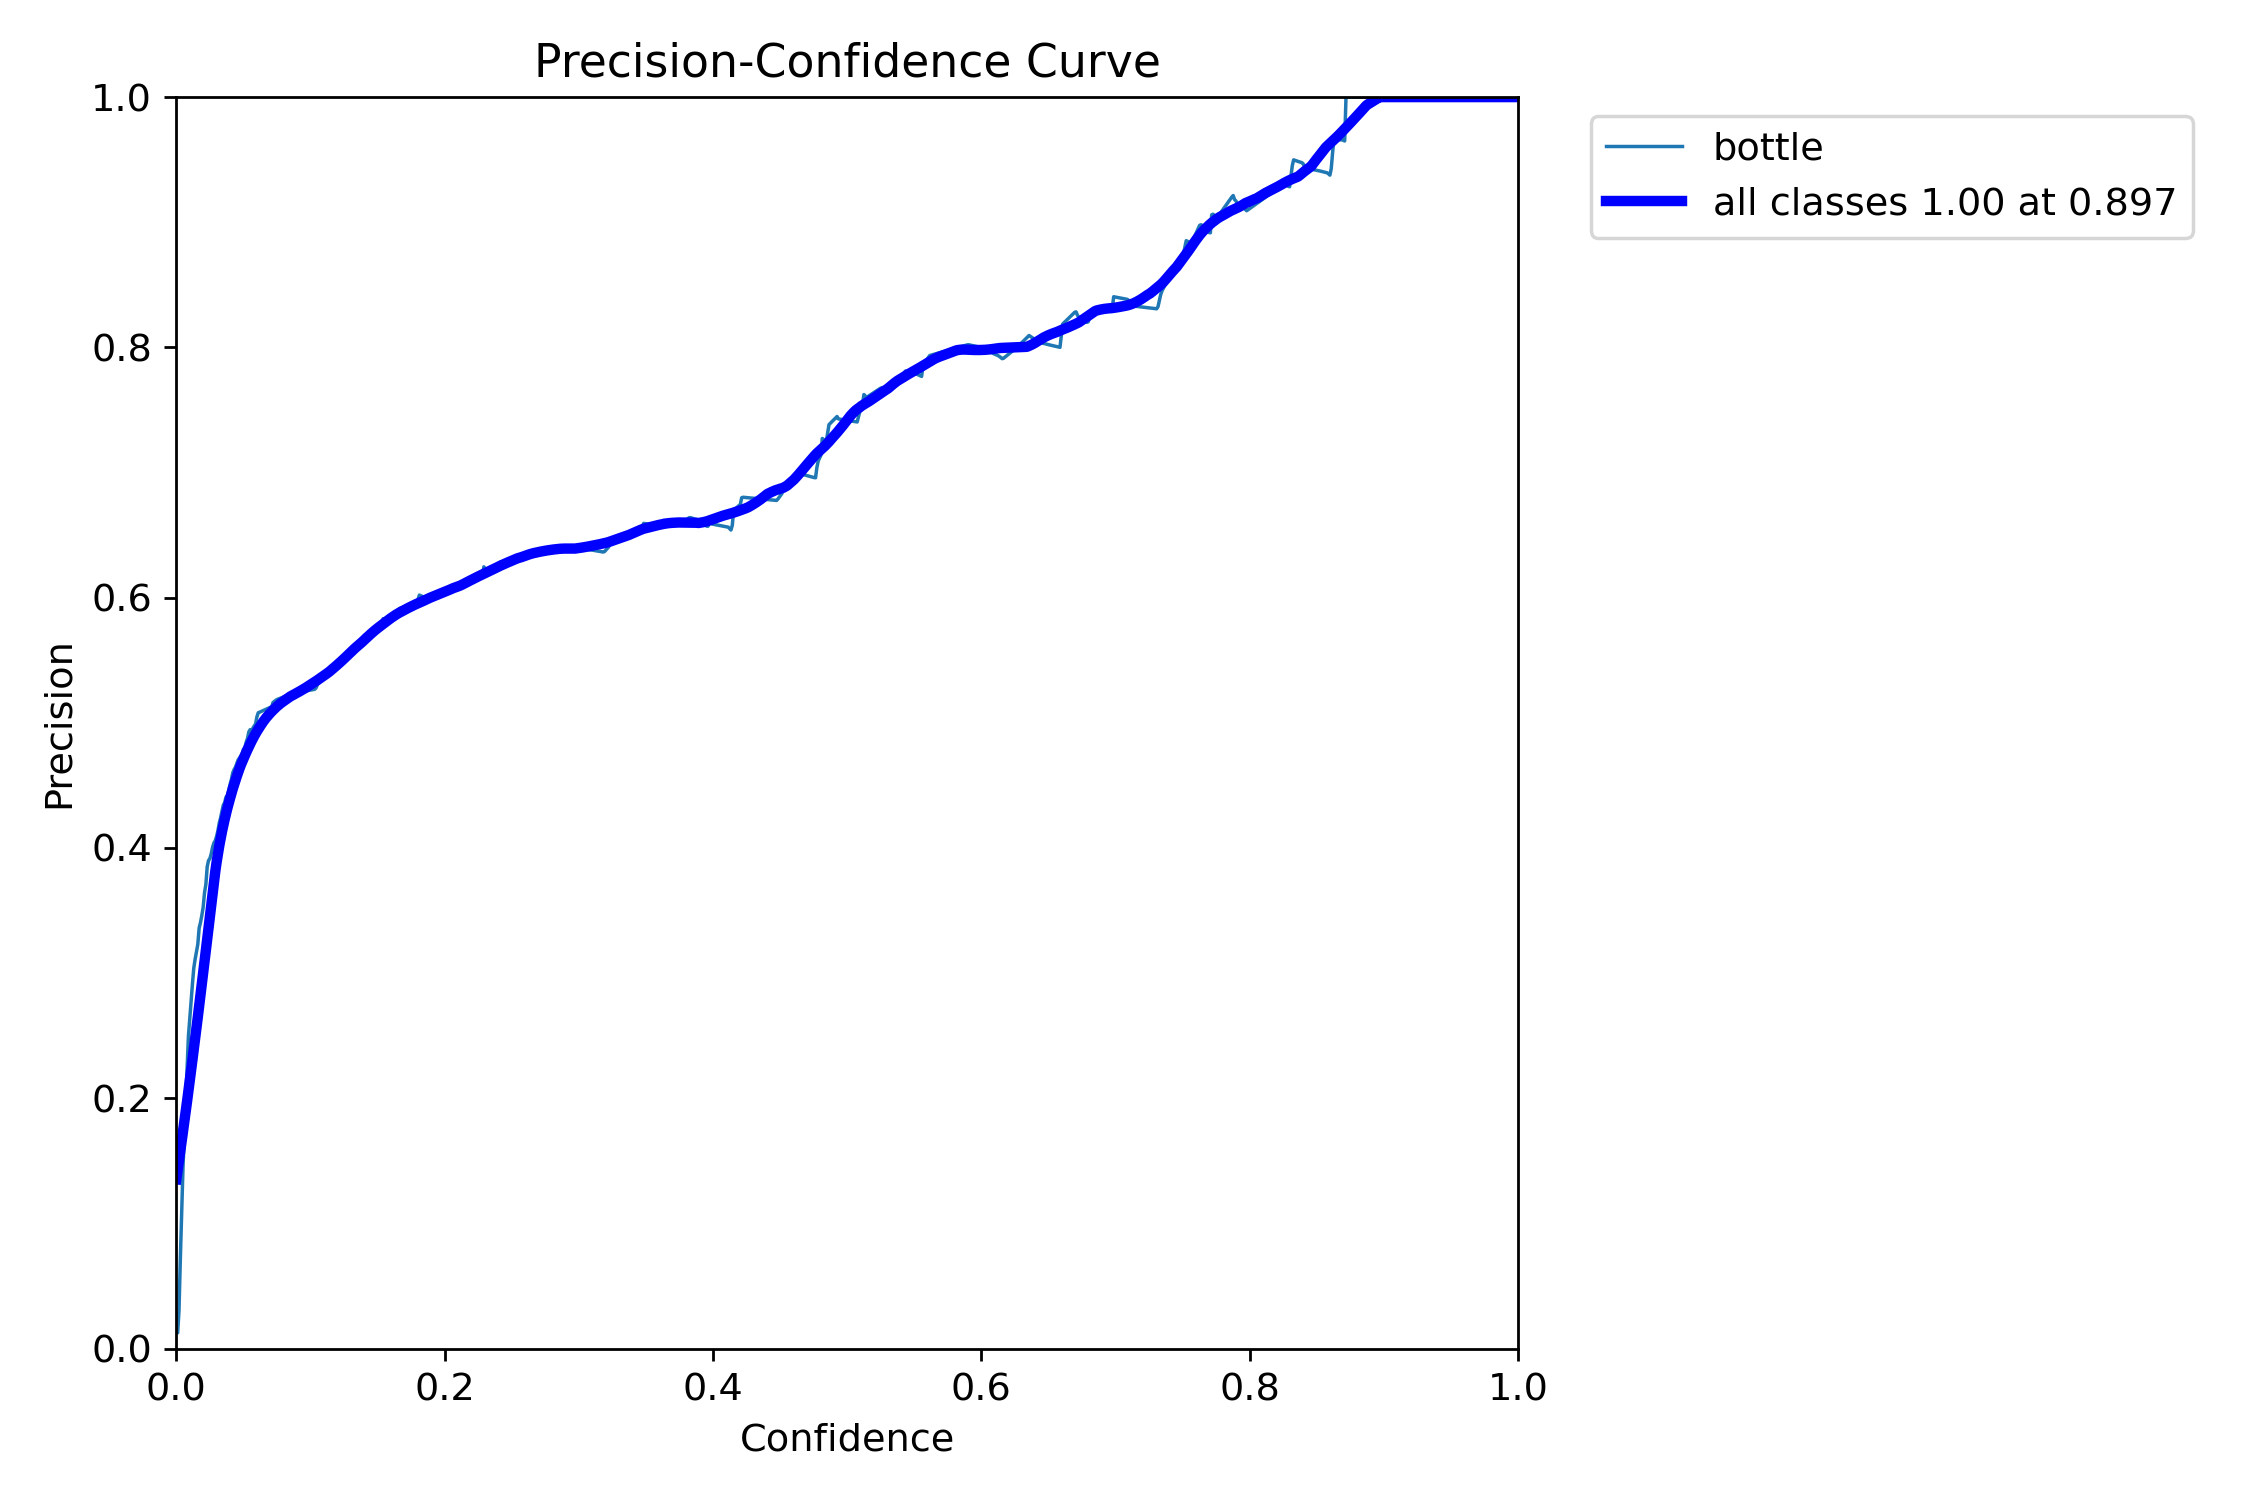 Precision-Confidence Curve
1.0
0.8
0.6
0.4
0.2
0.0
Precision
0.0 0.2 0.4 0.6 0.8 1.0
Confidence
bottle
all classes 1.00 at 0.897